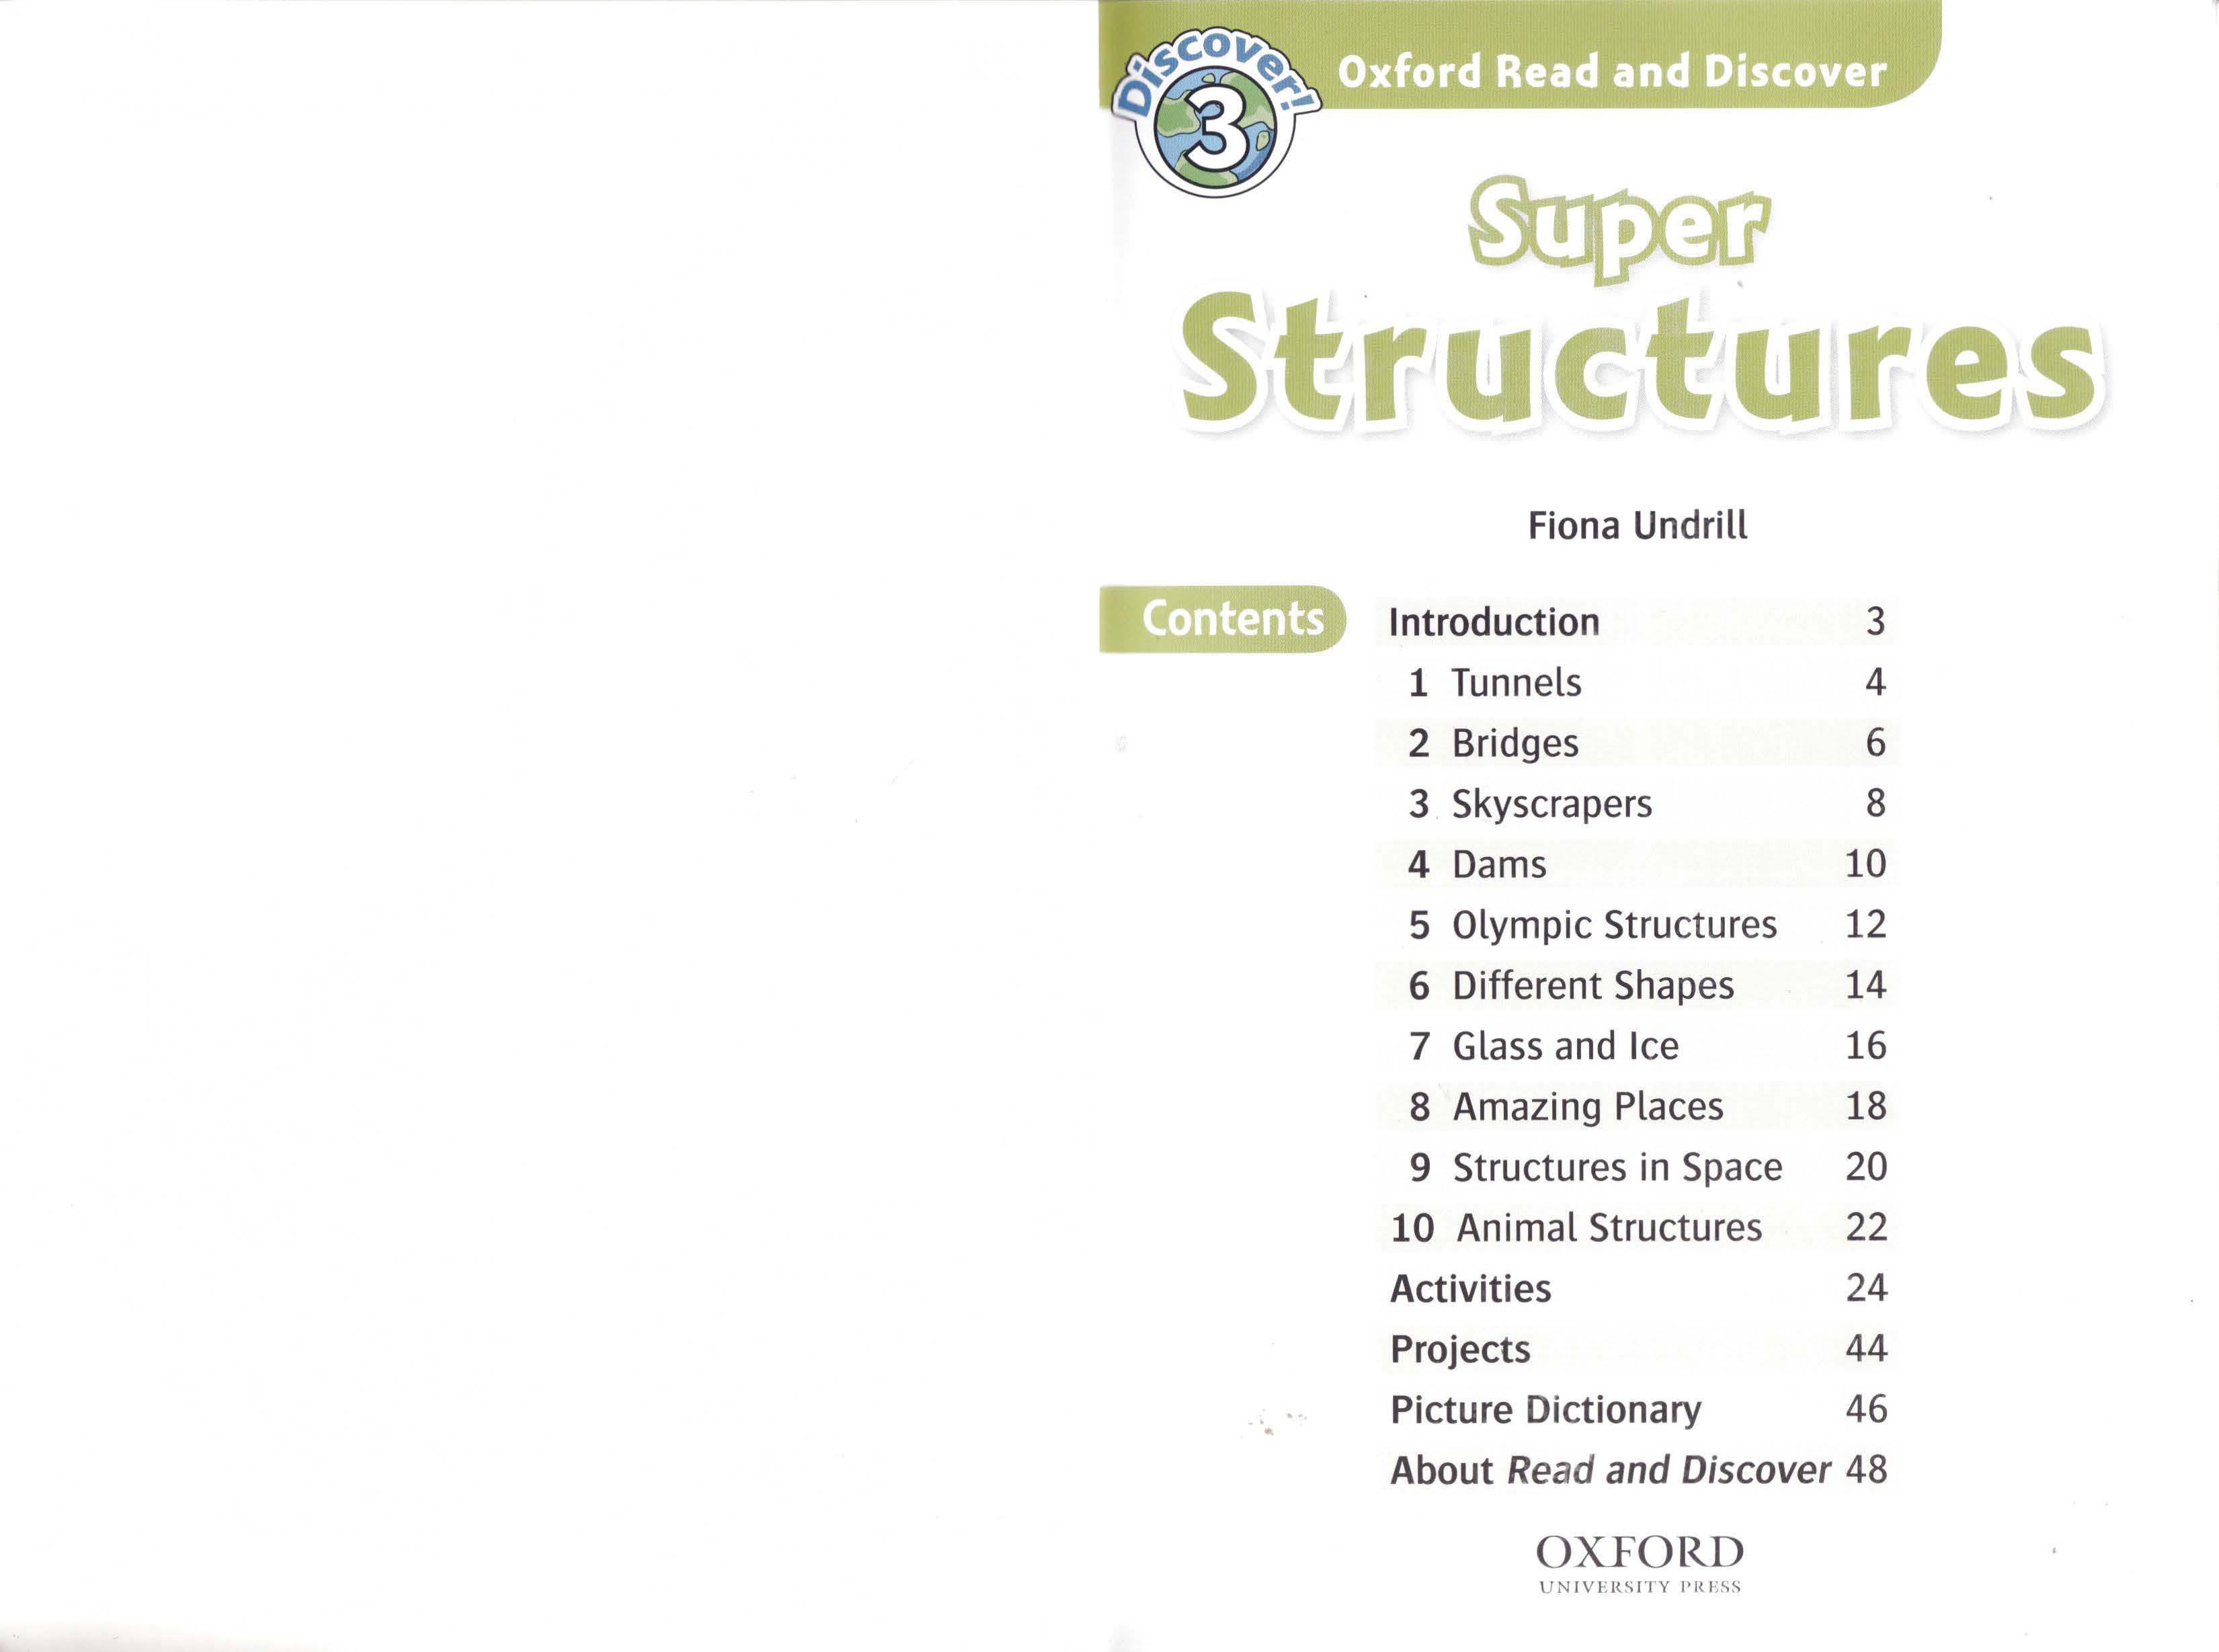 Discover!
3
Oxford Read and Discover
Super
Structures
Fiona Undrill
Contents
Introduction 3
1 Tunnels 4
2 Bridges 6
3 Skyscrapers 8
4 Dams 10
5 Olympic Structures 12
6 Different Shapes 14
7 Glass and Ice 16
8 Amazing Places 18
9 Structures in Space 20
10 Animal Structures 22
Activities 24
Projects 44
Picture Dictionary 46
About Read and Discover 48
OXFORD
UNIVERSITY PRESS